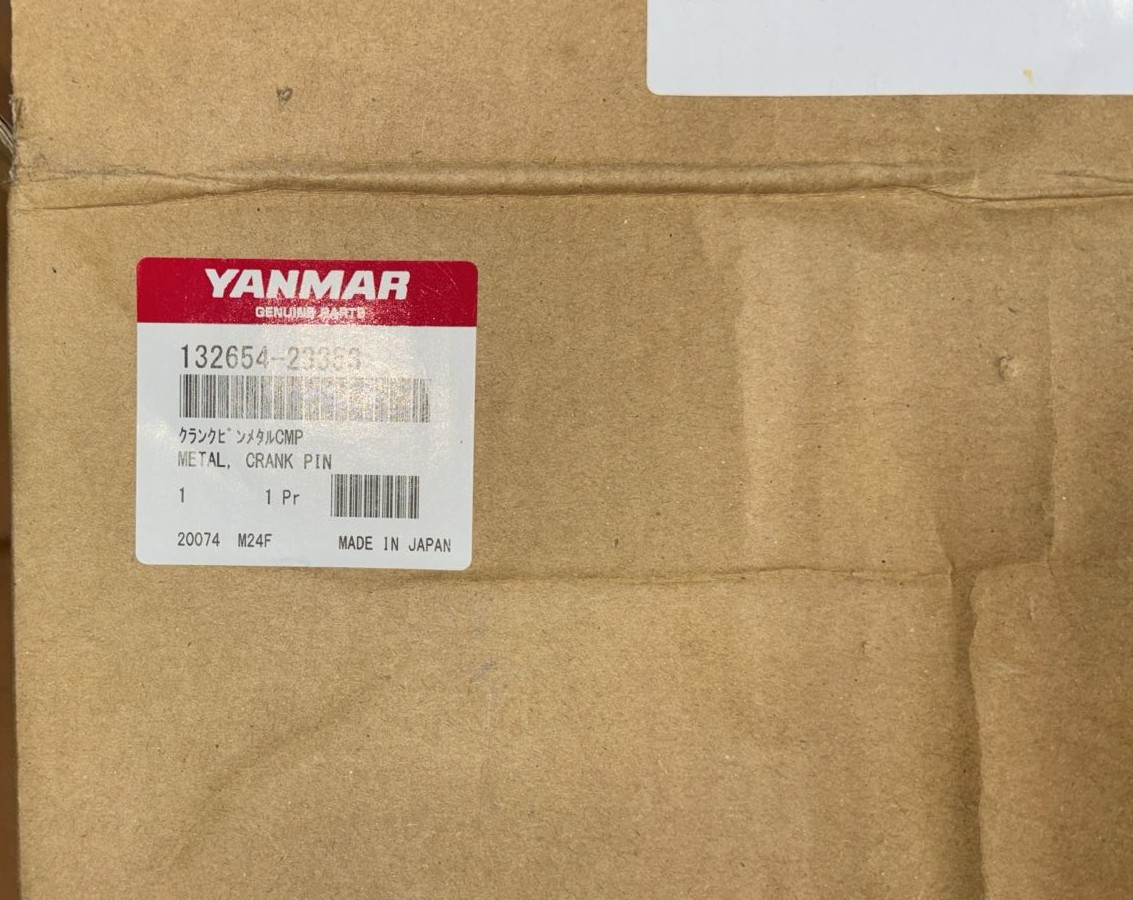 YANMAR
GENUINE PARTS
クランクピンメタルCMP
METAL, CRANK PIN
1 1 Pr
20074 M24F MADE IN JAPAN